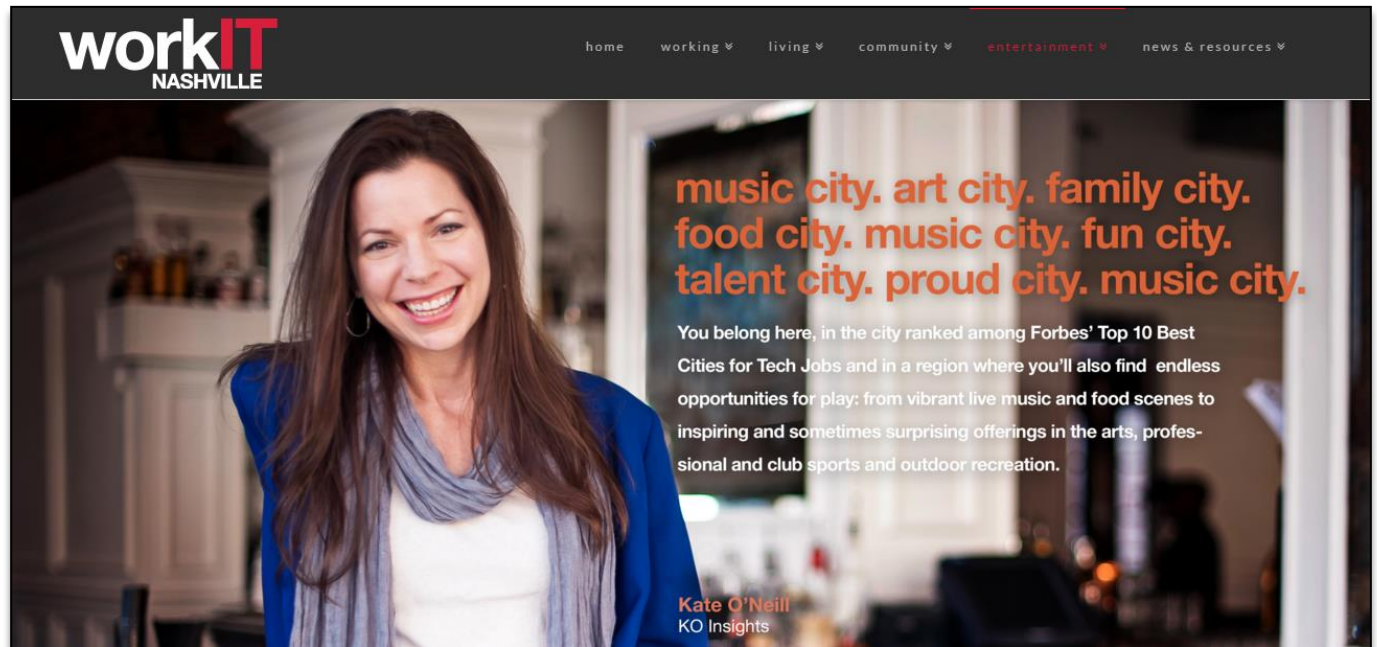 workIT
NASHVILLE
home working living community entertainment news & resources
music city. art city. family city.
food city. music city. fun city.
talent city. proud city. music city.
You belong here, in the city ranked among Forbes’ Top 10 Best
Cities for Tech Jobs and in a region where you’ll also find endless
opportunities for play: from vibrant live music and food scenes to
inspiring and sometimes surprising offerings in the arts, profes-
sional and club sports and outdoor recreation.
Kate O’Neill
KO Insights